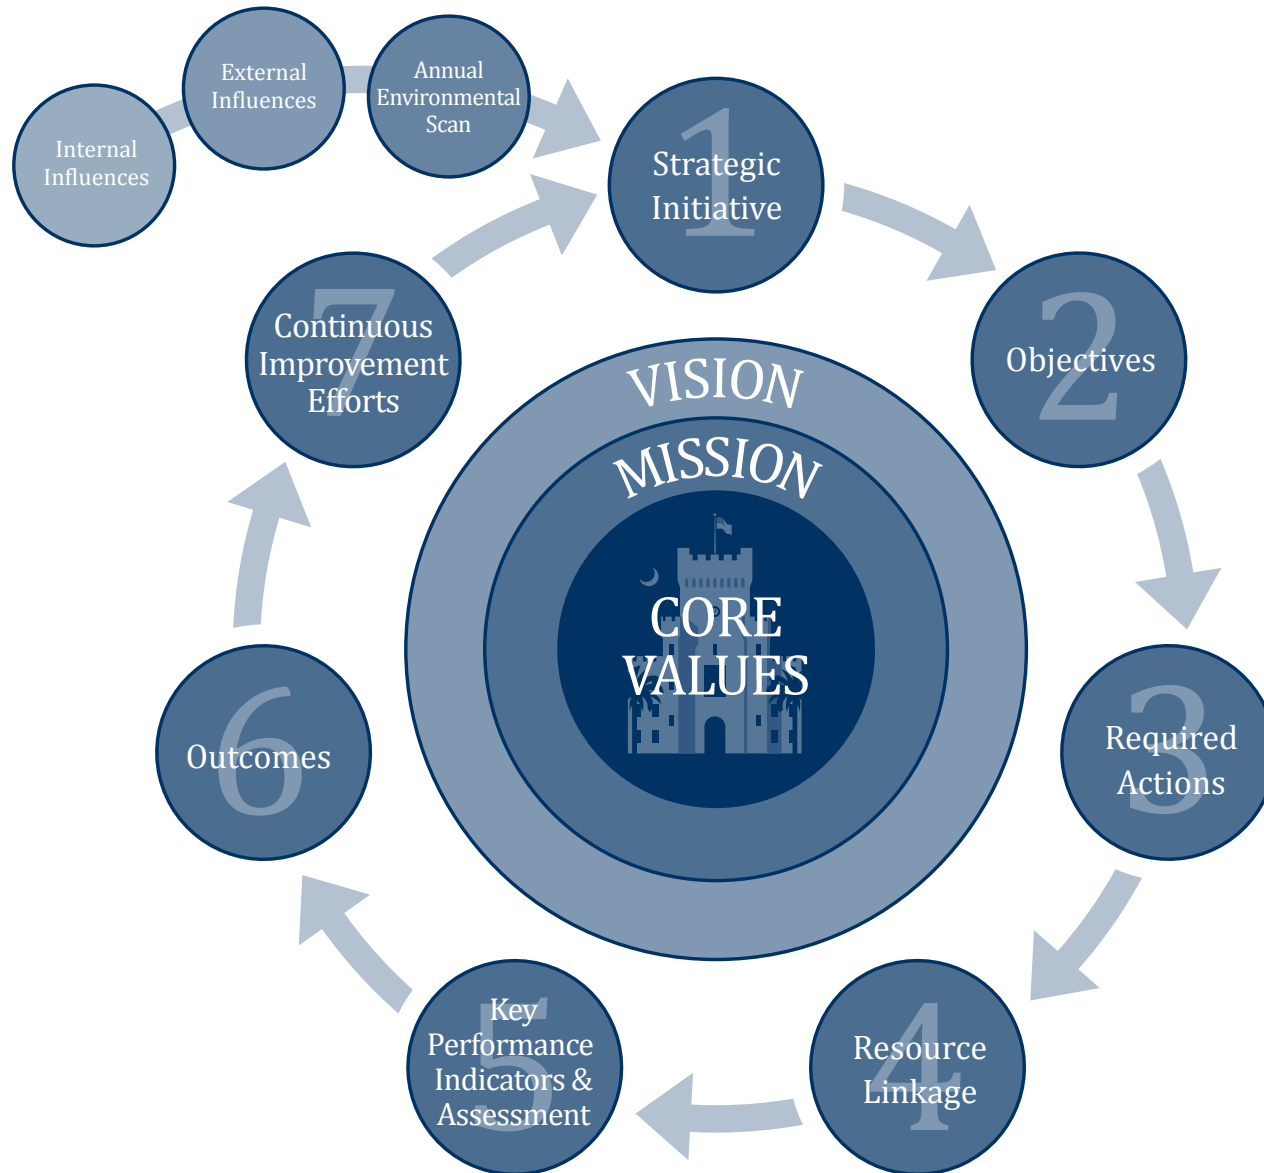 Internal
Influences
External
Influences
Annual
Environmental
Scan
1
Strategic
Initiative
2
Objectives
3
Required
Actions
4
Resource
Linkage
5
Key
Performance
Indicators &
Assessment
6
Outcomes
7
Continuous
Improvement
Efforts
VISION
MISSION
CORE
VALUES